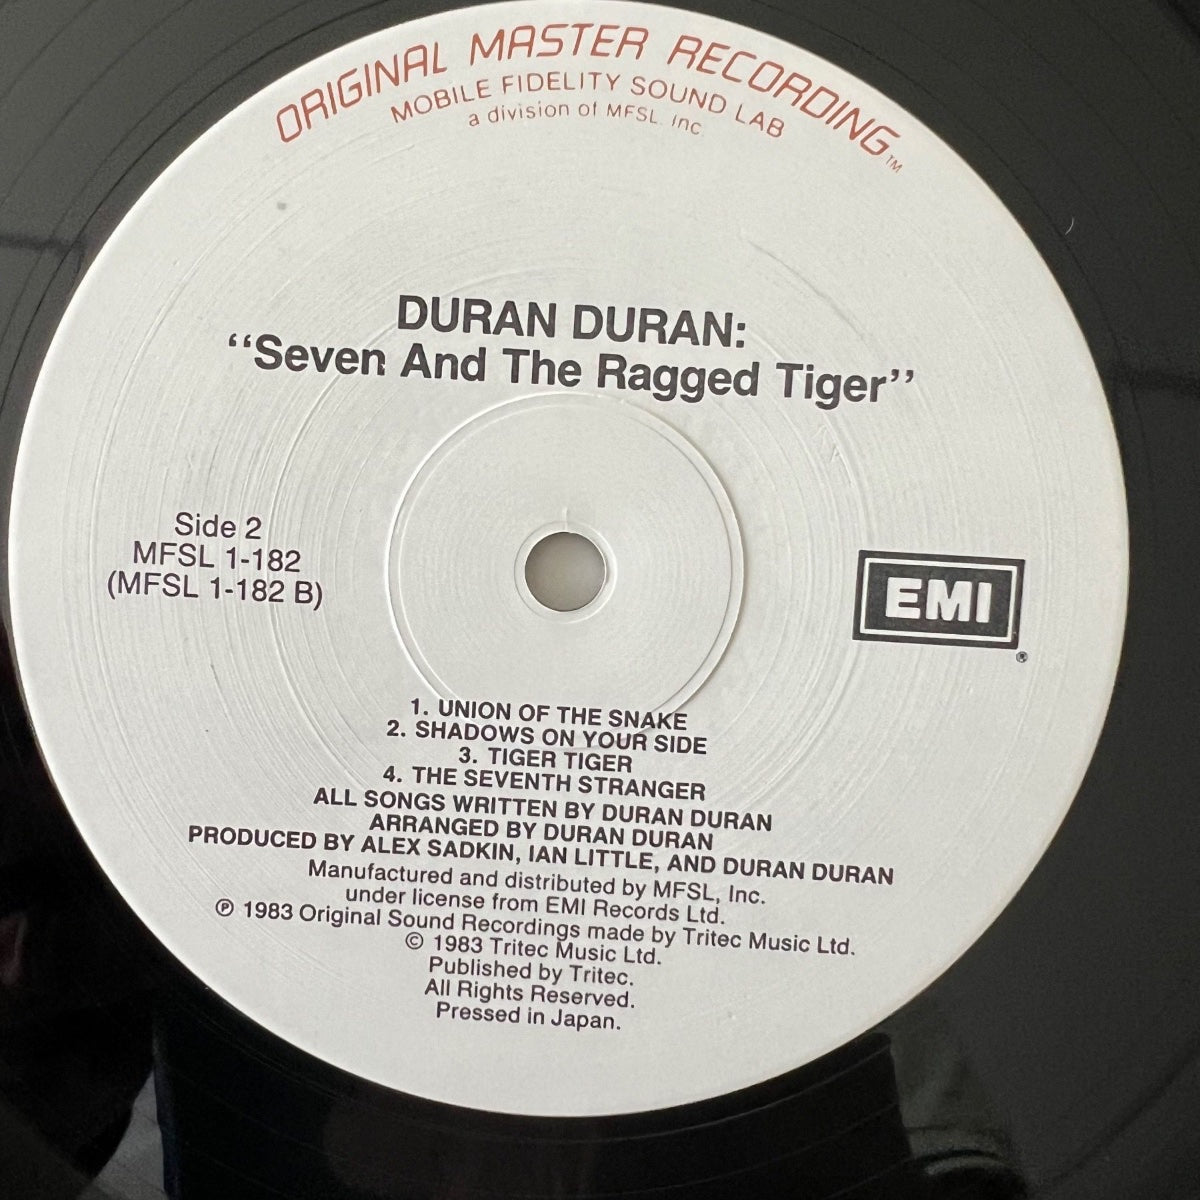 ORIGINAL MASTER RECORDING™
MOBILE FIDELITY SOUND LAB
a division of MFSL, Inc.
DURAN DURAN:
“Seven And The Ragged Tiger”
Side 2
MFSL 1-182
(MFSL 1-182 B)
EMI
®
1. UNION OF THE SNAKE
2. SHADOWS ON YOUR SIDE
3. TIGER TIGER
4. THE SEVENTH STRANGER
ALL SONGS WRITTEN BY DURAN DURAN
ARRANGED BY DURAN DURAN
PRODUCED BY ALEX SADKIN, IAN LITTLE, AND DURAN DURAN
Manufactured and distributed by MFSL, Inc.
under license from EMI Records Ltd.
℗ 1983 Original Sound Recordings made by Tritec Music Ltd.
© 1983 Tritec Music Ltd.
Published by Tritec.
All Rights Reserved.
Pressed in Japan.